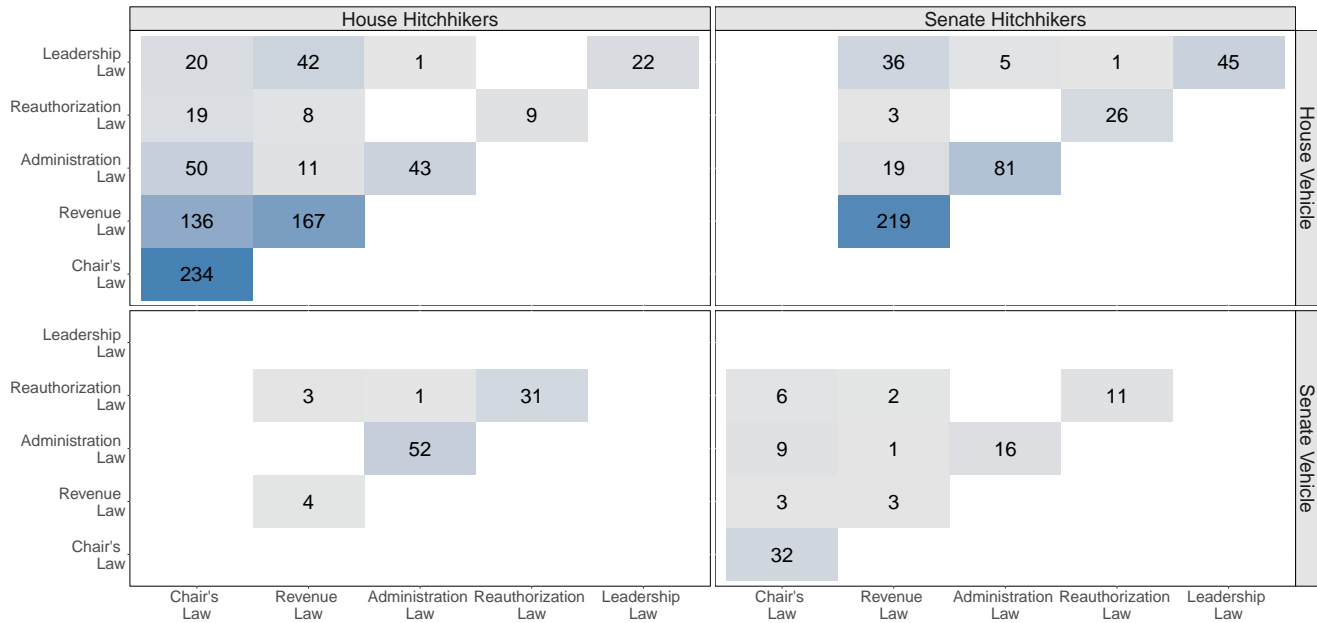 House Hitchhikers
Senate Hitchhikers
Leadership
Law
20 42 1 22
36 5 1 45
Reauthorization
Law
19 8 9
3 26
Administration
Law
50 11 43
19 81
Revenue
Law
136 167
219
Chair's
Law
234
House Vehicle
Leadership
Law
Reauthorization
Law
3 1 31
6 2 11
Administration
Law
52
9 1 16
Revenue
Law
4
3 3
Chair's
Law
32
Senate Vehicle
Chair's
Law
Revenue
Law
Administration
Law
Reauthorization
Law
Leadership
Law
Chair's
Law
Revenue
Law
Administration
Law
Reauthorization
Law
Leadership
Law